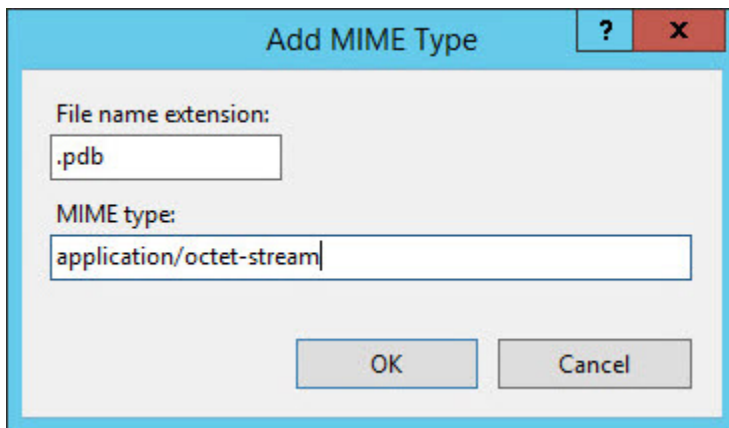 Add MIME Type
? x
File name extension:
.pdb
MIME type:
application/octet-stream
OK Cancel